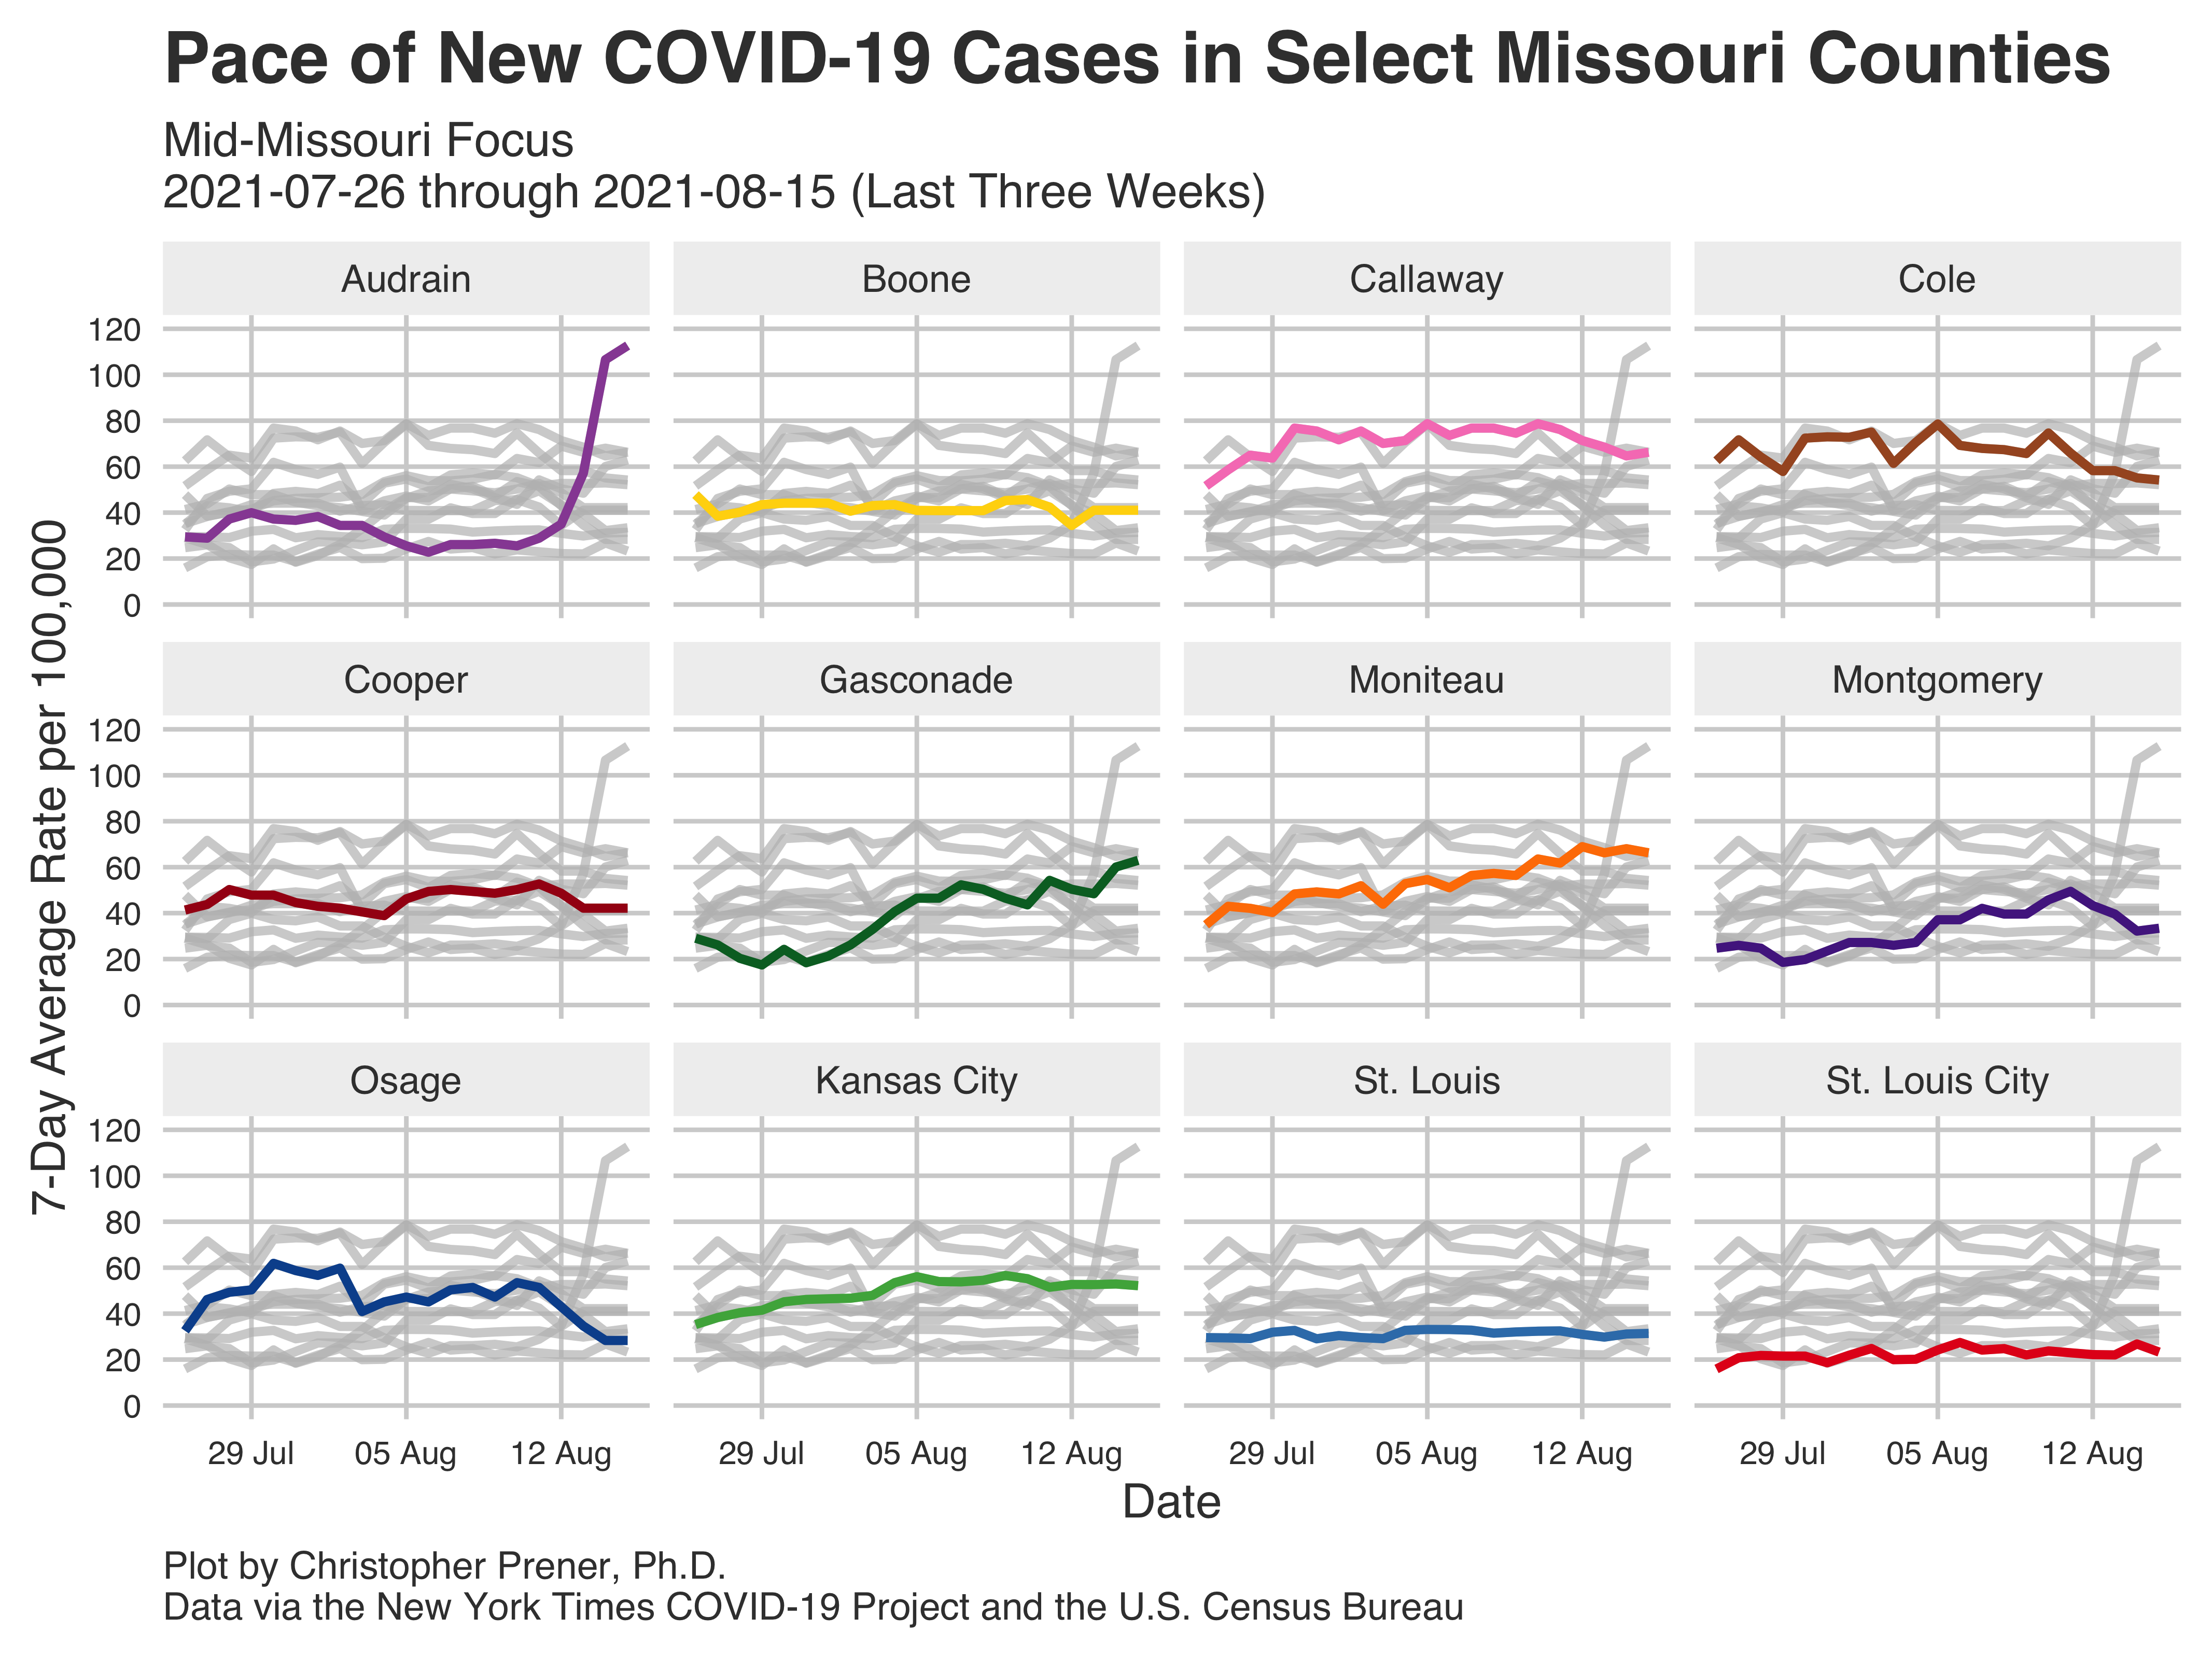 Pace of New COVID-19 Cases in Select Missouri Counties
Mid-Missouri Focus
2021-07-26 through 2021-08-15 (Last Three Weeks)
Audrain
Boone
Callaway
Cole
120
100
80
60
40
20
0
Cooper
Gasconade
Moniteau
Montgomery
120
100
80
60
40
20
0
Osage
Kansas City
St. Louis
St. Louis City
120
100
80
60
40
20
0
7-Day Average Rate per 100,000
29 Jul 05 Aug 12 Aug
29 Jul 05 Aug 12 Aug
29 Jul 05 Aug 12 Aug
29 Jul 05 Aug 12 Aug
Date
Plot by Christopher Prener, Ph.D.
Data via the New York Times COVID-19 Project and the U.S. Census Bureau